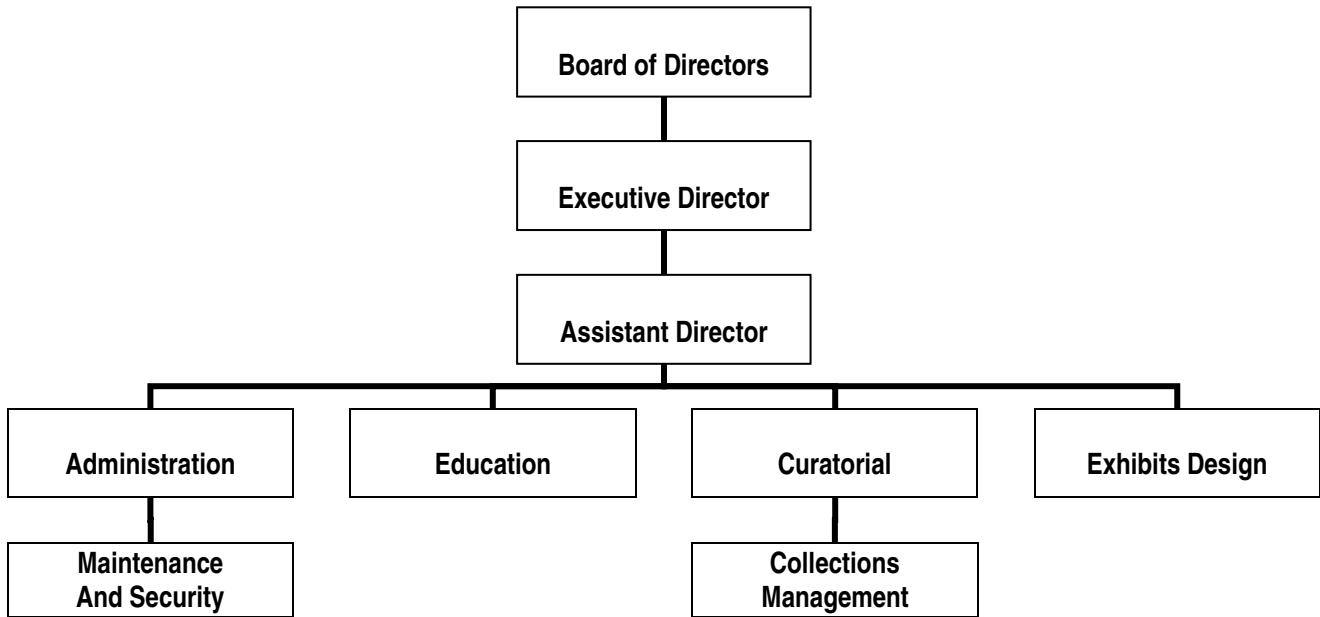 Board of Directors
Executive Director
Assistant Director
Administration
Education
Curatorial
Exhibits Design
Maintenance
And Security
Collections
Management